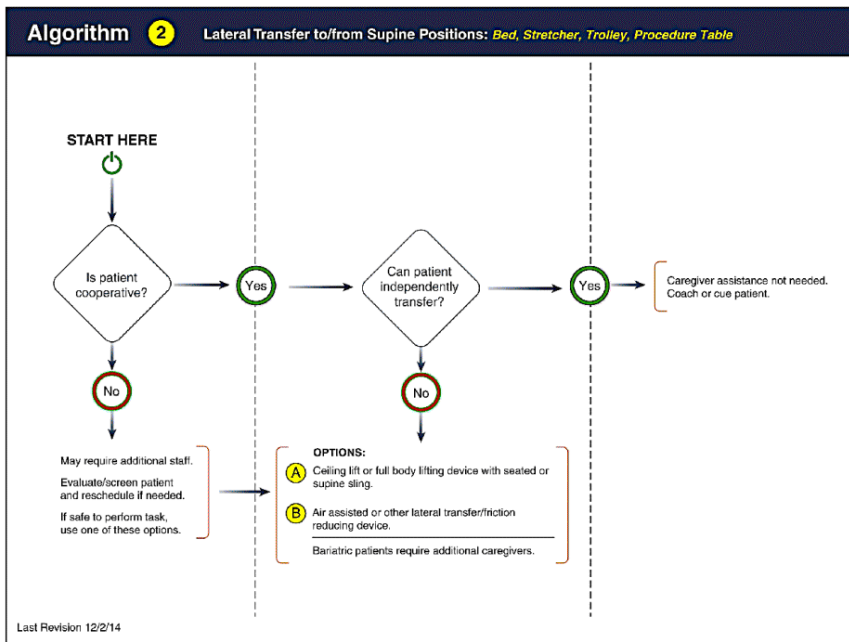 Algorithm 2 Lateral Transfer to/from Supine Positions: Bed, Stretcher, Trolley, Procedure Table
START HERE
Is patient
cooperative?
Yes
Can patient
independently
transfer?
Yes
Caregiver assistance not needed.
Coach or cue patient.
No
No
May require additional staff.
Evaluate/screen patient
and reschedule if needed.
If safe to perform task,
use one of these options.
OPTIONS:
A Ceiling lift or full body lifting device with seated or
supine sling.
B Air assisted or other lateral transfer/friction
reducing device.
Bariatric patients require additional caregivers.
Last Revision 12/2/14